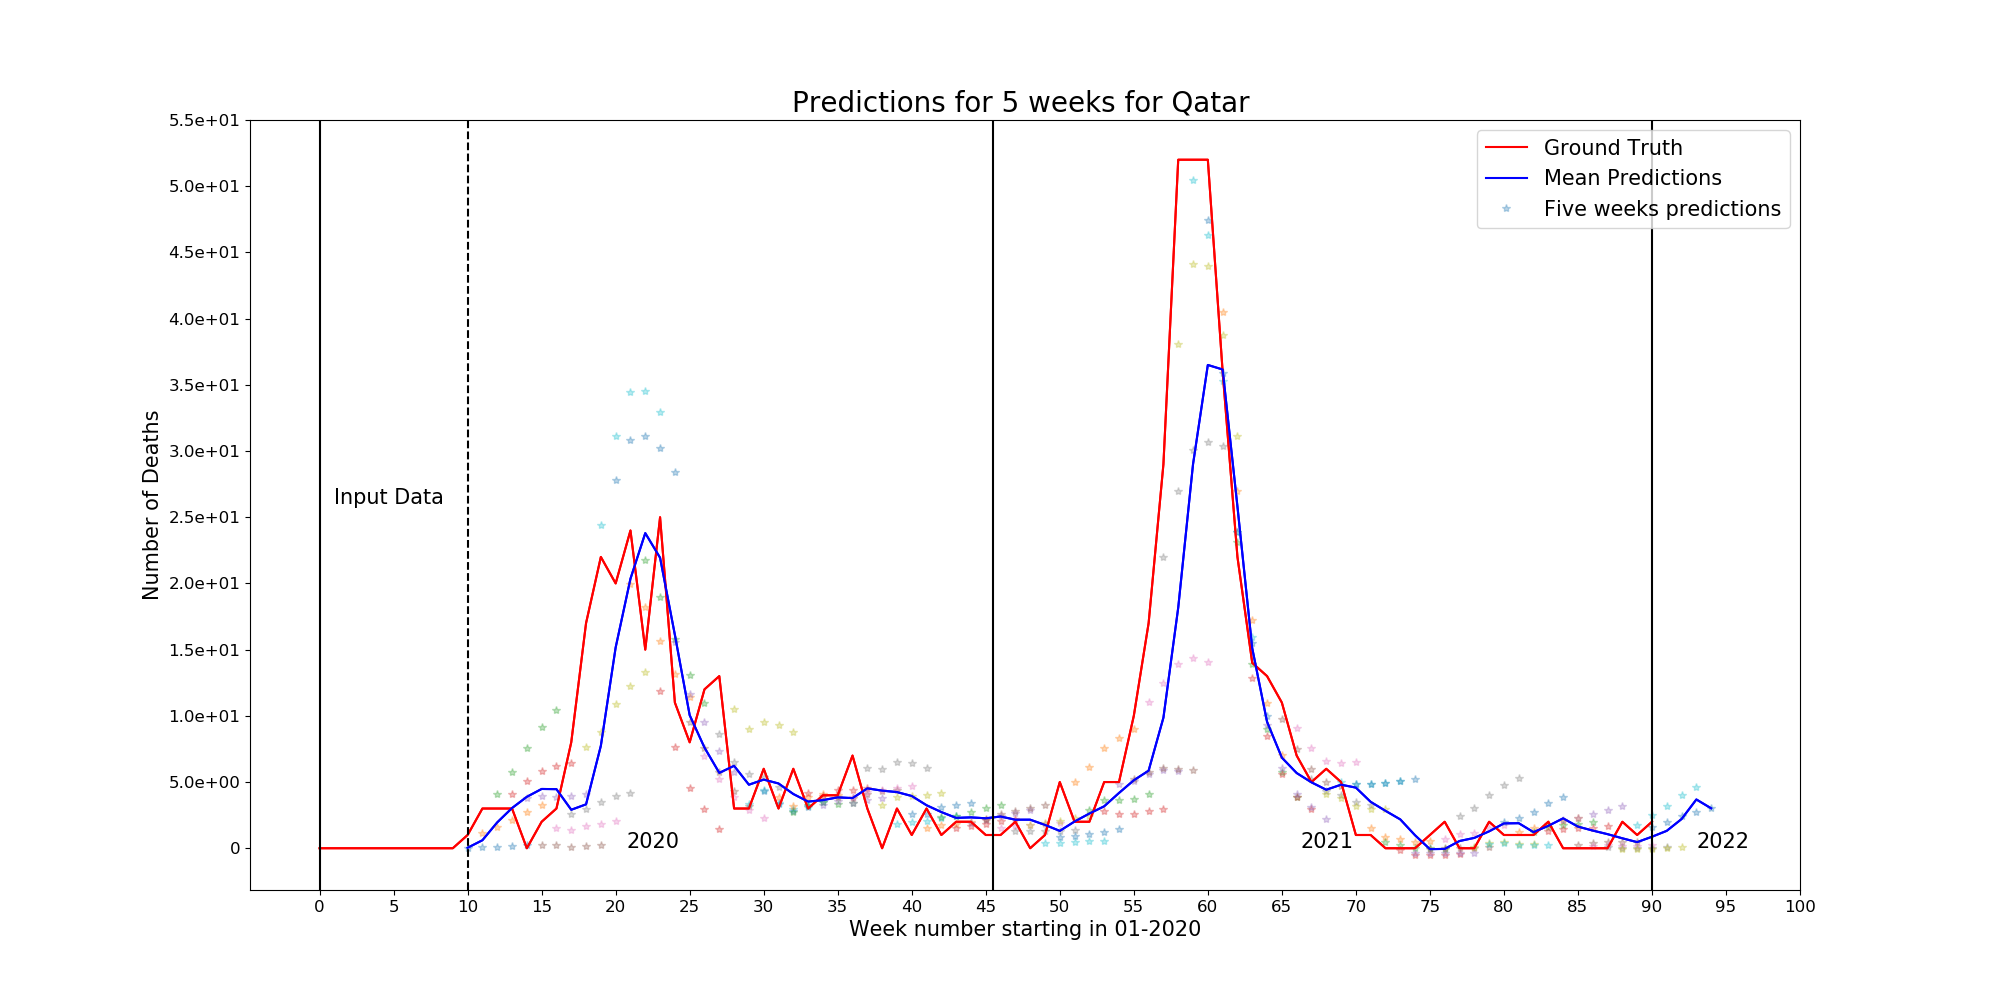 Predictions for 5 weeks for Qatar
5.5e+01
5.0e+01
4.5e+01
4.0e+01
3.5e+01
3.0e+01
2.5e+01
2.0e+01
1.5e+01
1.0e+01
5.0e+00
0
Number of Deaths
Ground Truth
Mean Predictions
Five weeks predictions
Input Data
2020
2021
2022
0 5 10 15 20 25 30 35 40 45 50 55 60 65 70 75 80 85 90 95 100
Week number starting in 01-2020